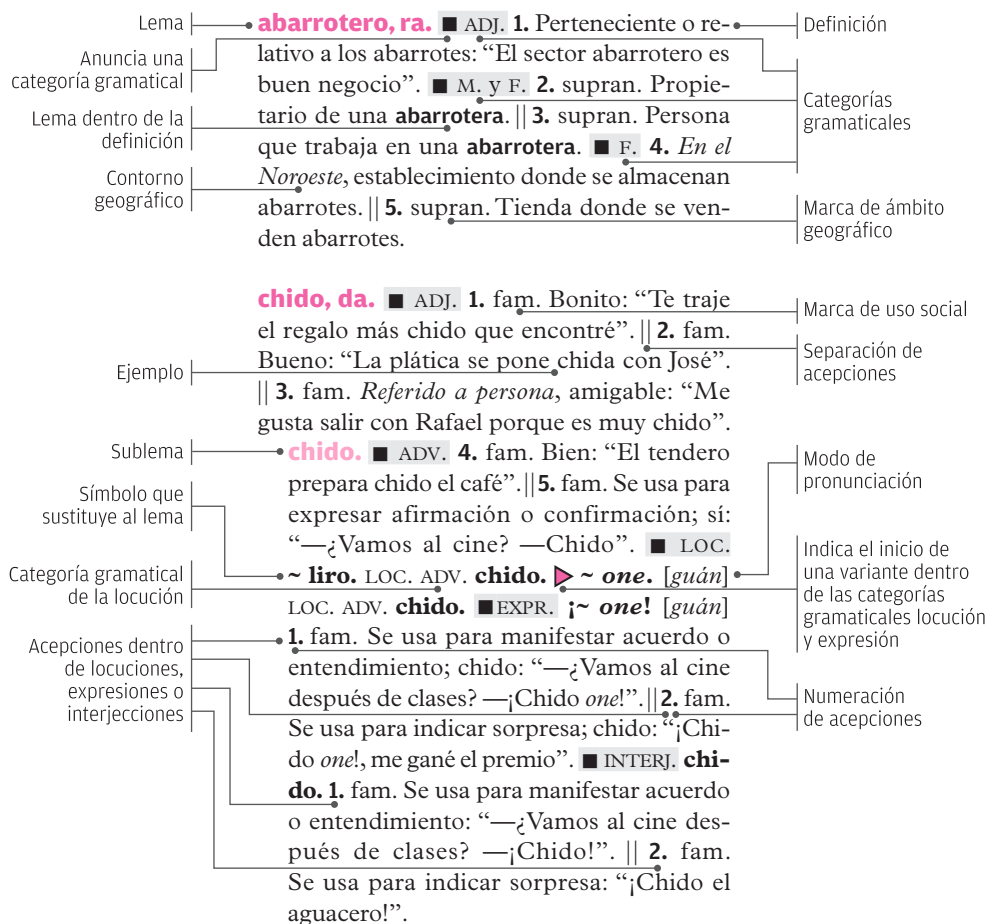 Lema
Anuncia una
categoría gramatical
Lema dentro de la
definición
Contorno
geográfico
abarrotero, ra. ■ ADJ. 1. Perteneciente o re-
lativo a los abarrotes: “El sector abarrotero es
buen negocio”. ■ M. y F. 2. supran. Propie-
tario de una abarrotera. || 3. supran. Persona
que trabaja en una abarrotera. ■ F. 4. En el
Noroeste, establecimiento donde se almacenan
abarrotes. || 5. supran. Tienda donde se ven-
den abarrotes.
Definición
Categorías
gramaticales
Marca de ámbito
geográfico
Ejemplo
Sublema
Símbolo que
sustituye al lema
Categoría gramatical
de la locución
Acepciones dentro
de locuciones,
expresiones o
interjecciones
chido, da. ■ ADJ. 1. fam. Bonito: “Te traje
el regalo más chido que encontré”. || 2. fam.
Bueno: “La plática se pone chida con José”.
|| 3. fam. Referido a persona, amigable: “Me
gusta salir con Rafael porque es muy chido”.
chido. ■ ADV. 4. fam. Bien: “El tendero
prepara chido el café”.|| 5. fam. Se usa para
expresar afirmación o confirmación; sí:
“—¿Vamos al cine? —Chido”. ■ LOC.
~ liro. LOC. ADV. chido. ▶ ~ one. [guán]
LOC. ADV. chido. ■ EXPR. ¡~ one! [guán]
1. fam. Se usa para manifestar acuerdo o
entendimiento; chido: “—¿Vamos al cine
después de clases? —¡Chido one!”.|| 2. fam.
Se usa para indicar sorpresa; chido: “¡Chi-
do one!, me gané el premio”. ■ INTERJ. chi-
do. 1. fam. Se usa para manifestar acuerdo
o entendimiento: “—¿Vamos al cine des-
pués de clases? —¡Chido!”. || 2. fam.
Se usa para indicar sorpresa: “¡Chido el
aguacero!”.
Marca de uso social
Separación de
acepciones
Modo de
pronunciación
Indica el inicio de
una variante dentro
de las categorías
gramaticales locución
y expresión
Numeración
de acepciones